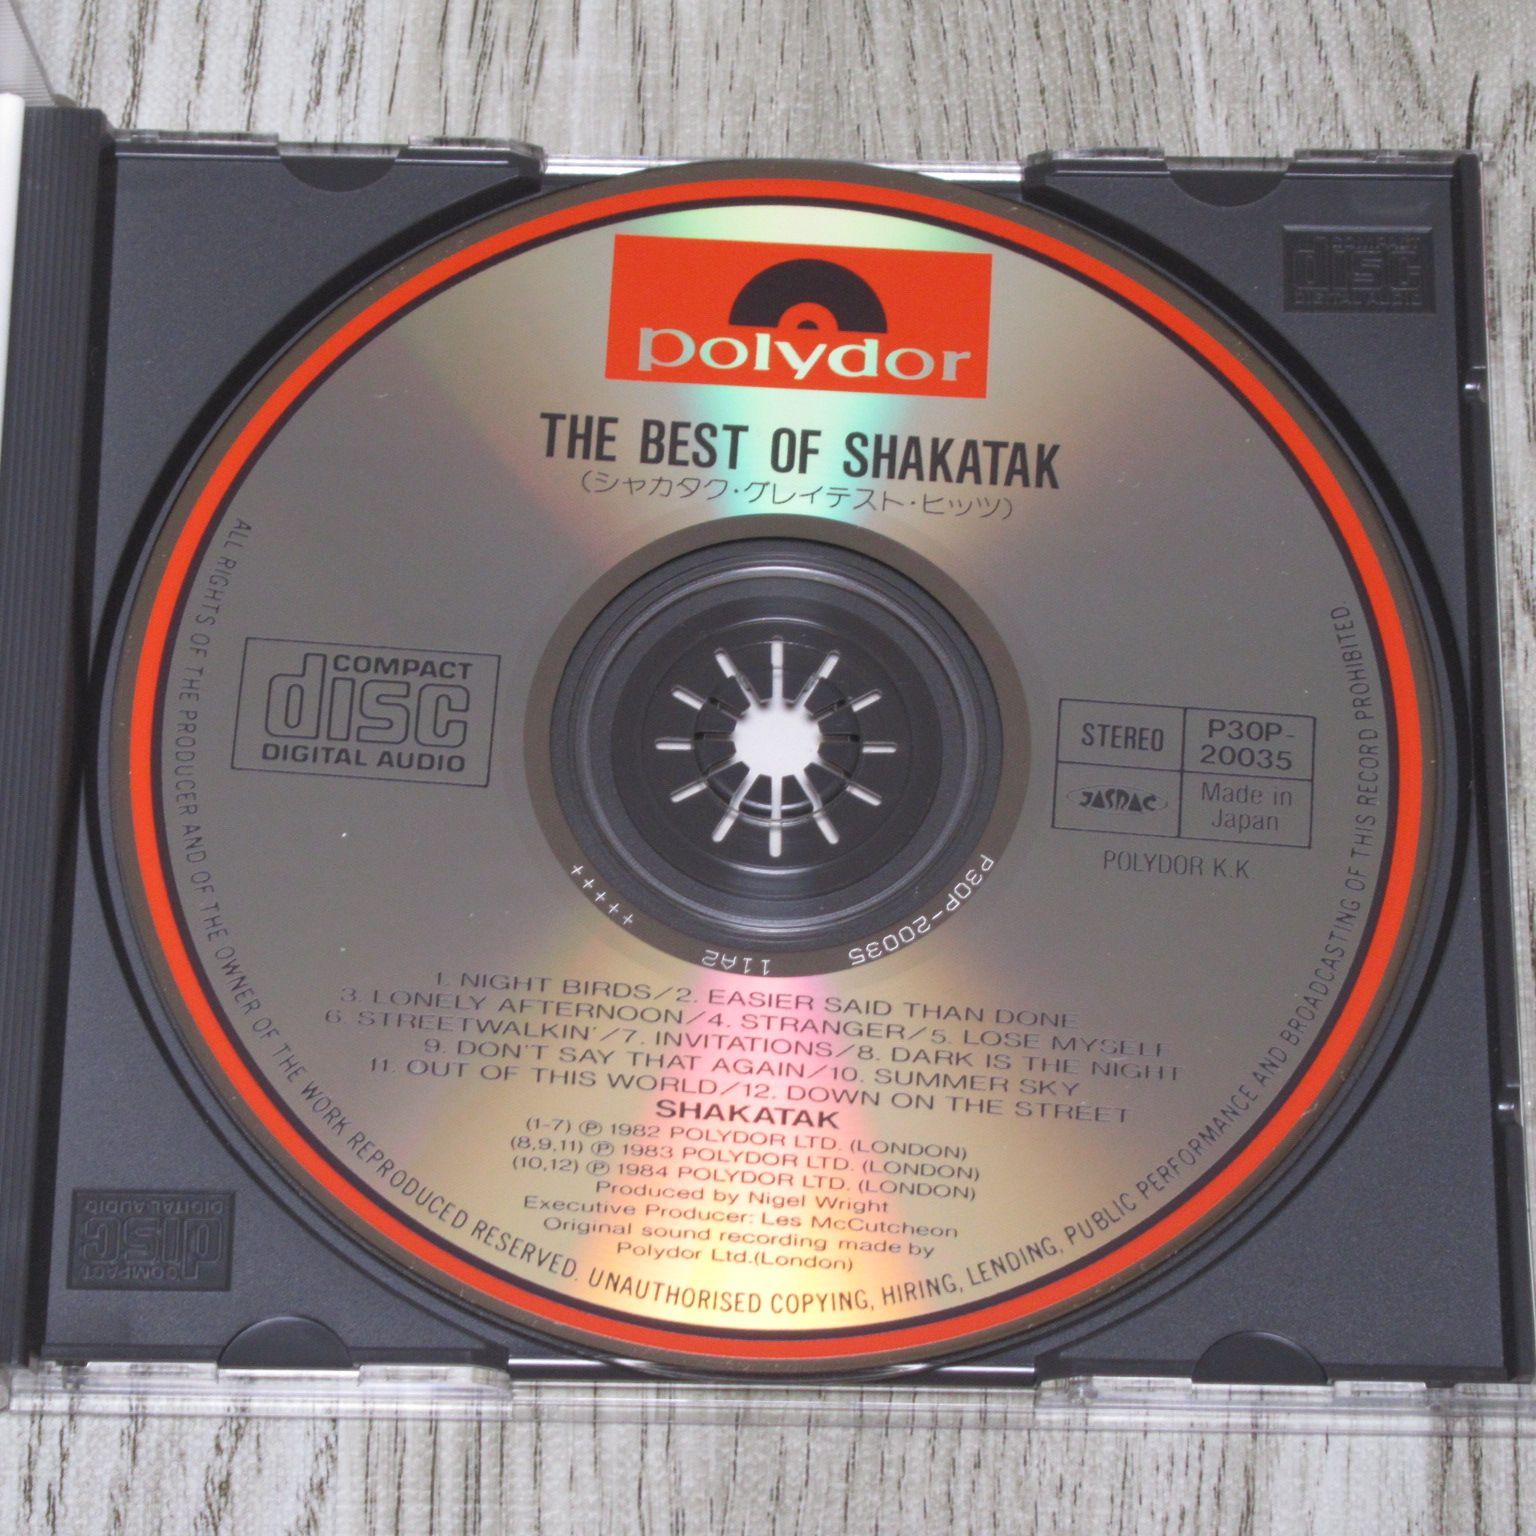 polydor
THE BEST OF SHAKATAK
(シャカタク・グレイテスト・ヒッツ)
COMPACT
disc
DIGITAL AUDIO
STEREO
P30P-
20035
JASRAC
Made in
Japan
POLYDOR K.K
P30P-20035 11A2 +++++
1. NIGHT BIRDS/2. EASIER SAID THAN DONE
3. LONELY AFTERNOON/4. STRANGER/5. LOSE MYSELF
6. STREETWALKIN'/7. INVITATIONS/8. DARK IS THE NIGHT
9. DON'T SAY THAT AGAIN/10. SUMMER SKY
11. OUT OF THIS WORLD/12. DOWN ON THE STREET
SHAKATAK
(1-7) Ⓟ 1982 POLYDOR LTD. (LONDON)
(8,9,11) Ⓟ 1983 POLYDOR LTD. (LONDON)
(10,12) Ⓟ 1984 POLYDOR LTD. (LONDON)
Produced by Nigel Wright
Executive Producer: Les McCutcheon
Original sound recording made by
Polydor Ltd.(London)
ALL RIGHTS OF THE PRODUCER AND OF THE OWNER OF THE WORK REPRODUCED RESERVED. UNAUTHORISED COPYING, HIRING, LENDING, PUBLIC PERFORMANCE AND BROADCASTING OF THIS RECORD PROHIBITED.
COMPACT
disc
DIGITAL AUDIO
COMPACT
disc
DIGITAL AUDIO